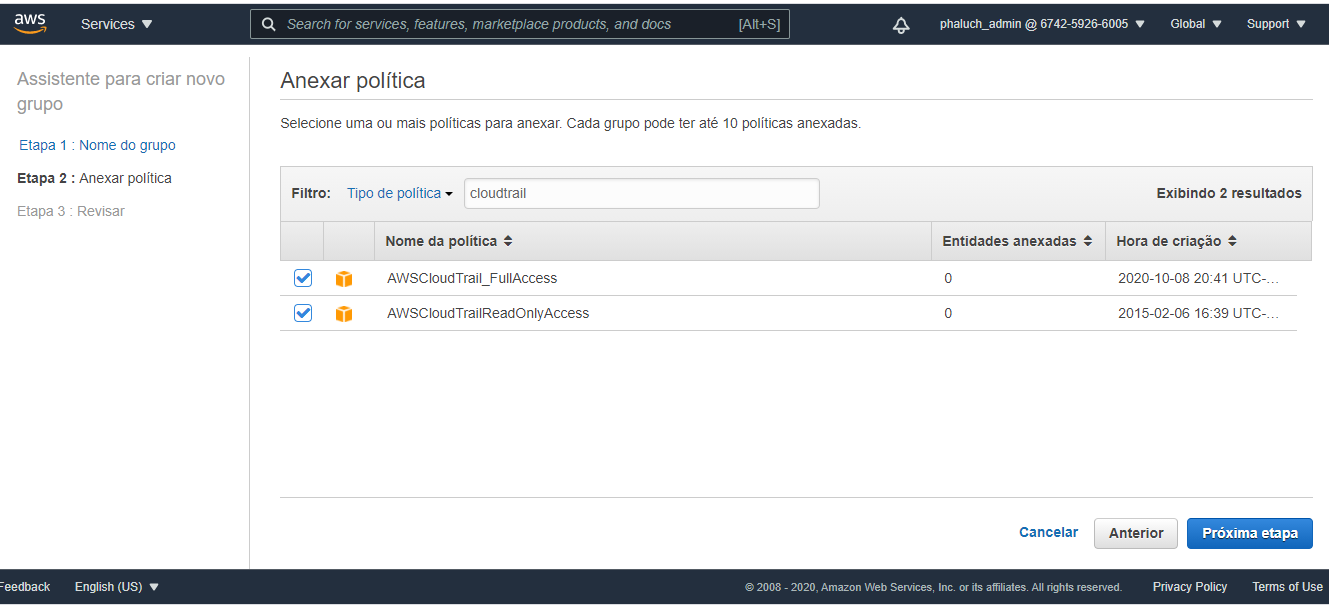 aws Services Search for services, features, marketplace products, and docs [Alt+S] phaluch_admin @ 6742-5926-6005 Global Support
Assistente para criar novo
grupo
Etapa 1 : Nome do grupo
Etapa 2 : Anexar política
Etapa 3 : Revisar
Anexar política
Selecione uma ou mais políticas para anexar. Cada grupo pode ter até 10 políticas anexadas.
Filtro: Tipo de política cloudtrail Exibindo 2 resultados
Nome da política Entidades anexadas Hora de criação
AWSCloudTrail_FullAccess 0 2020-10-08 20:41 UTC-...
AWSCloudTrailReadOnlyAccess 0 2015-02-06 16:39 UTC-...
Cancelar Anterior Próxima etapa
Feedback English (US) © 2008 - 2020, Amazon Web Services, Inc. or its affiliates. All rights reserved. Privacy Policy Terms of Use